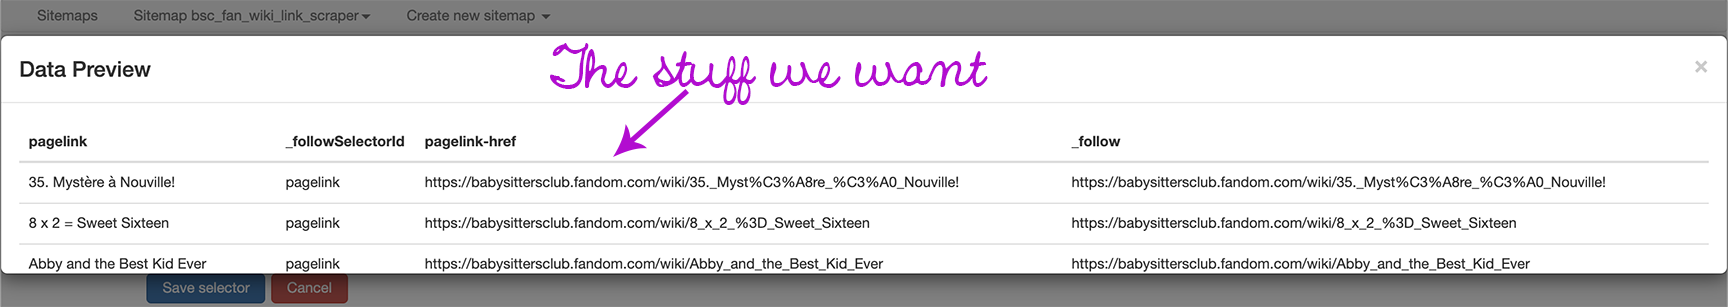 Sitemaps Sitemap bsc_fan_wiki_link_scraper Create new sitemap
Data Preview The stuff we want ×
pagelink _followSelectorId pagelink-href _follow
35. Mystère à Nouville! pagelink https://babysittersclub.fandom.com/wiki/35._Myst%C3%A8re_%C3%A0_Nouville! https://babysittersclub.fandom.com/wiki/35._Myst%C3%A8re_%C3%A0_Nouville!
8 x 2 = Sweet Sixteen pagelink https://babysittersclub.fandom.com/wiki/8_x_2_%3D_Sweet_Sixteen https://babysittersclub.fandom.com/wiki/8_x_2_%3D_Sweet_Sixteen
Abby and the Best Kid Ever pagelink https://babysittersclub.fandom.com/wiki/Abby_and_the_Best_Kid_Ever https://babysittersclub.fandom.com/wiki/Abby_and_the_Best_Kid_Ever
Save selector Cancel